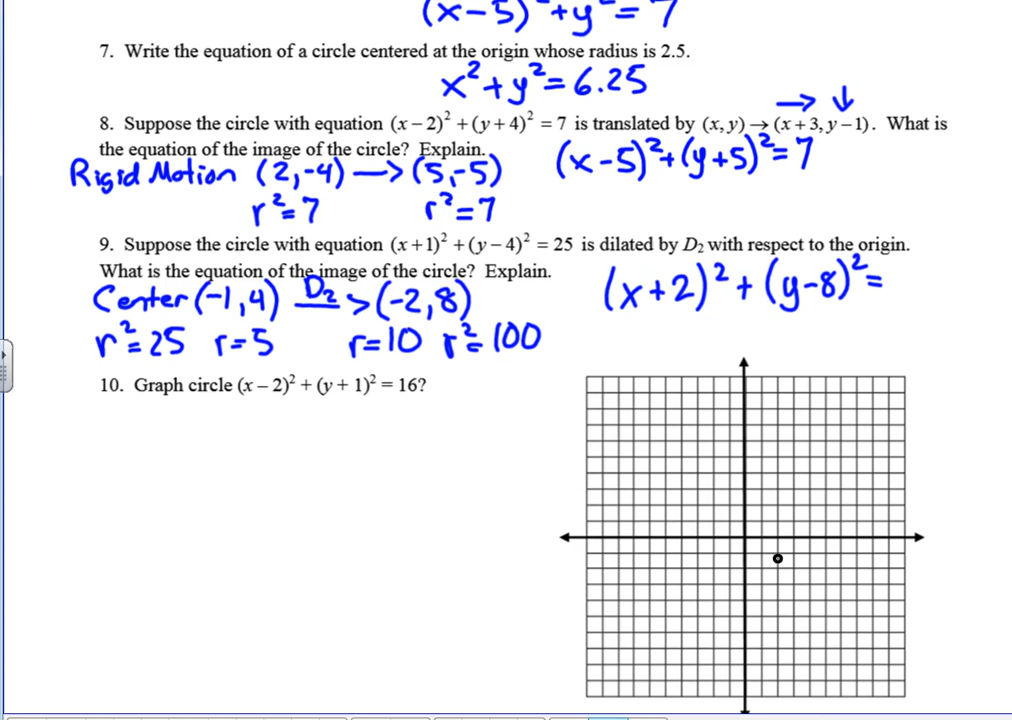 (x-5)²+y²=7
7. Write the equation of a circle centered at the origin whose radius is 2.5.
x²+y²=6.25
8. Suppose the circle with equation (x−2)²+(y+4)²=7 is translated by (x,y)→(x+3,y−1). What is
the equation of the image of the circle? Explain.
(x-5)²+(y+5)²=7
Rigid Motion (2,-4)→(5,-5)
r²=7 r²=7
9. Suppose the circle with equation (x+1)²+(y−4)²=25 is dilated by D₂ with respect to the origin.
What is the equation of the image of the circle? Explain.
(x+2)²+(y-8)²=
Center (-1,4) D₂> (-2,8)
r²=25 r=5 r=10 r²=100
10. Graph circle (x − 2)² + (y + 1)² = 16?